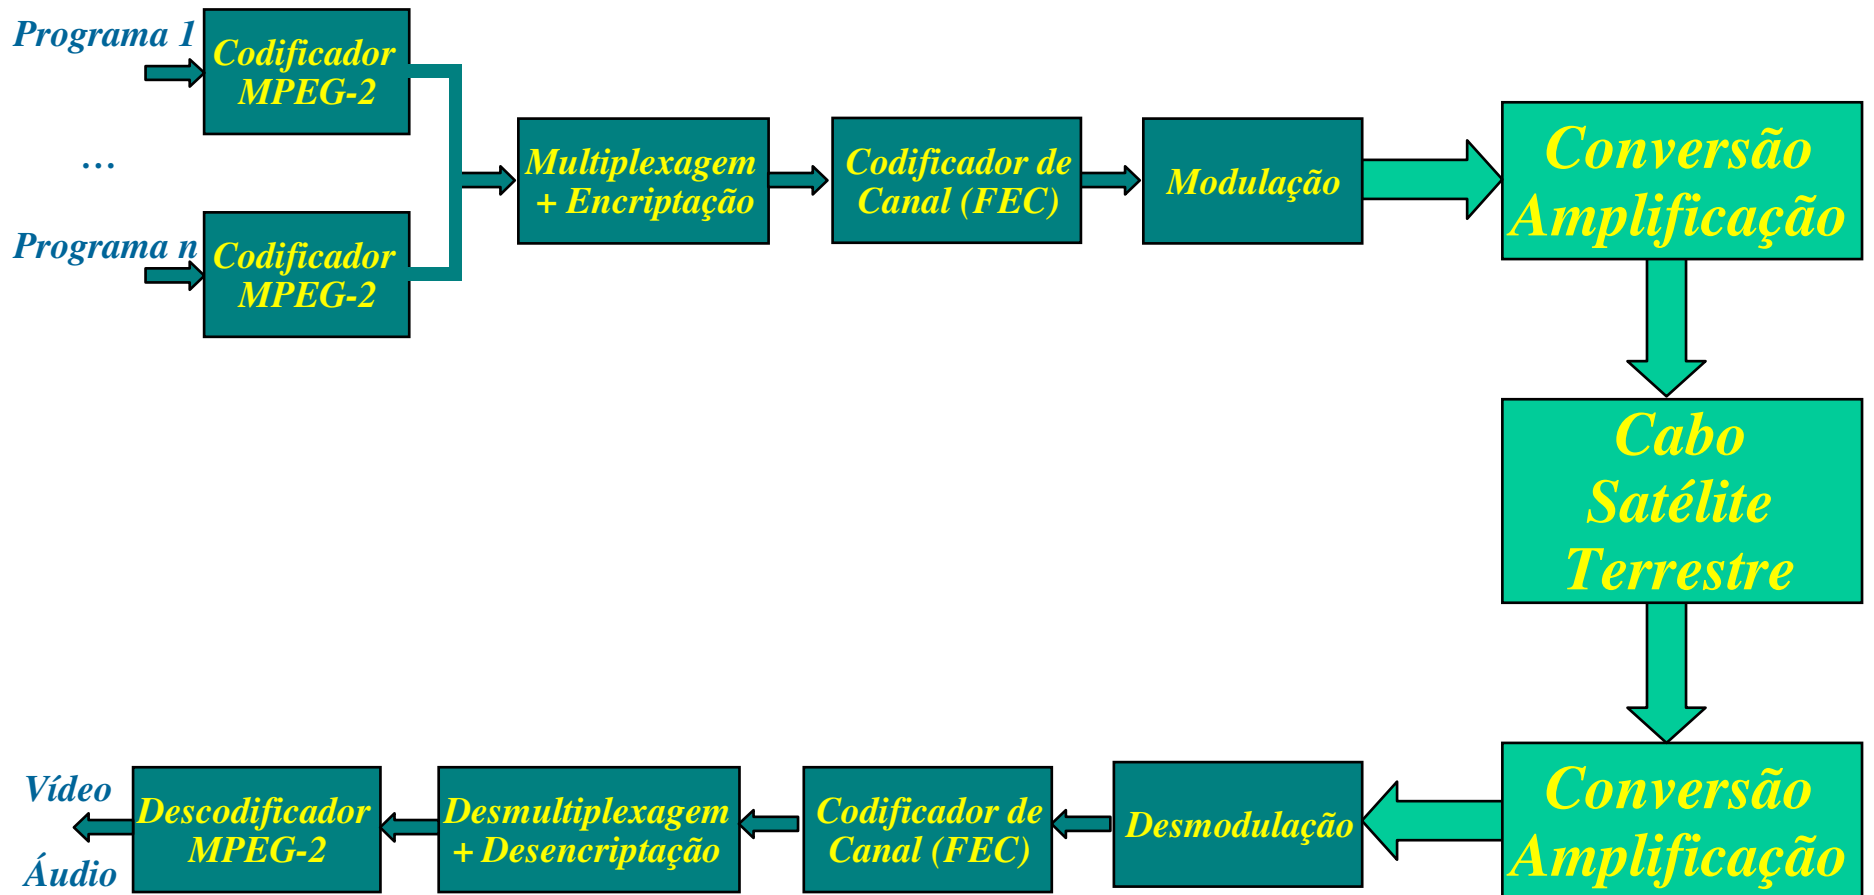 Programa 1
Codificador
MPEG-2
…
Programa n
Codificador
MPEG-2
Multiplexagem
+ Encriptação
Codificador de
Canal (FEC)
Modulação
Conversão
Amplificação
Cabo
Satélite
Terrestre
Conversão
Amplificação
Desmodulação
Codificador de
Canal (FEC)
Desmultiplexagem
+ Desencriptação
Descodificador
MPEG-2
Vídeo
Áudio